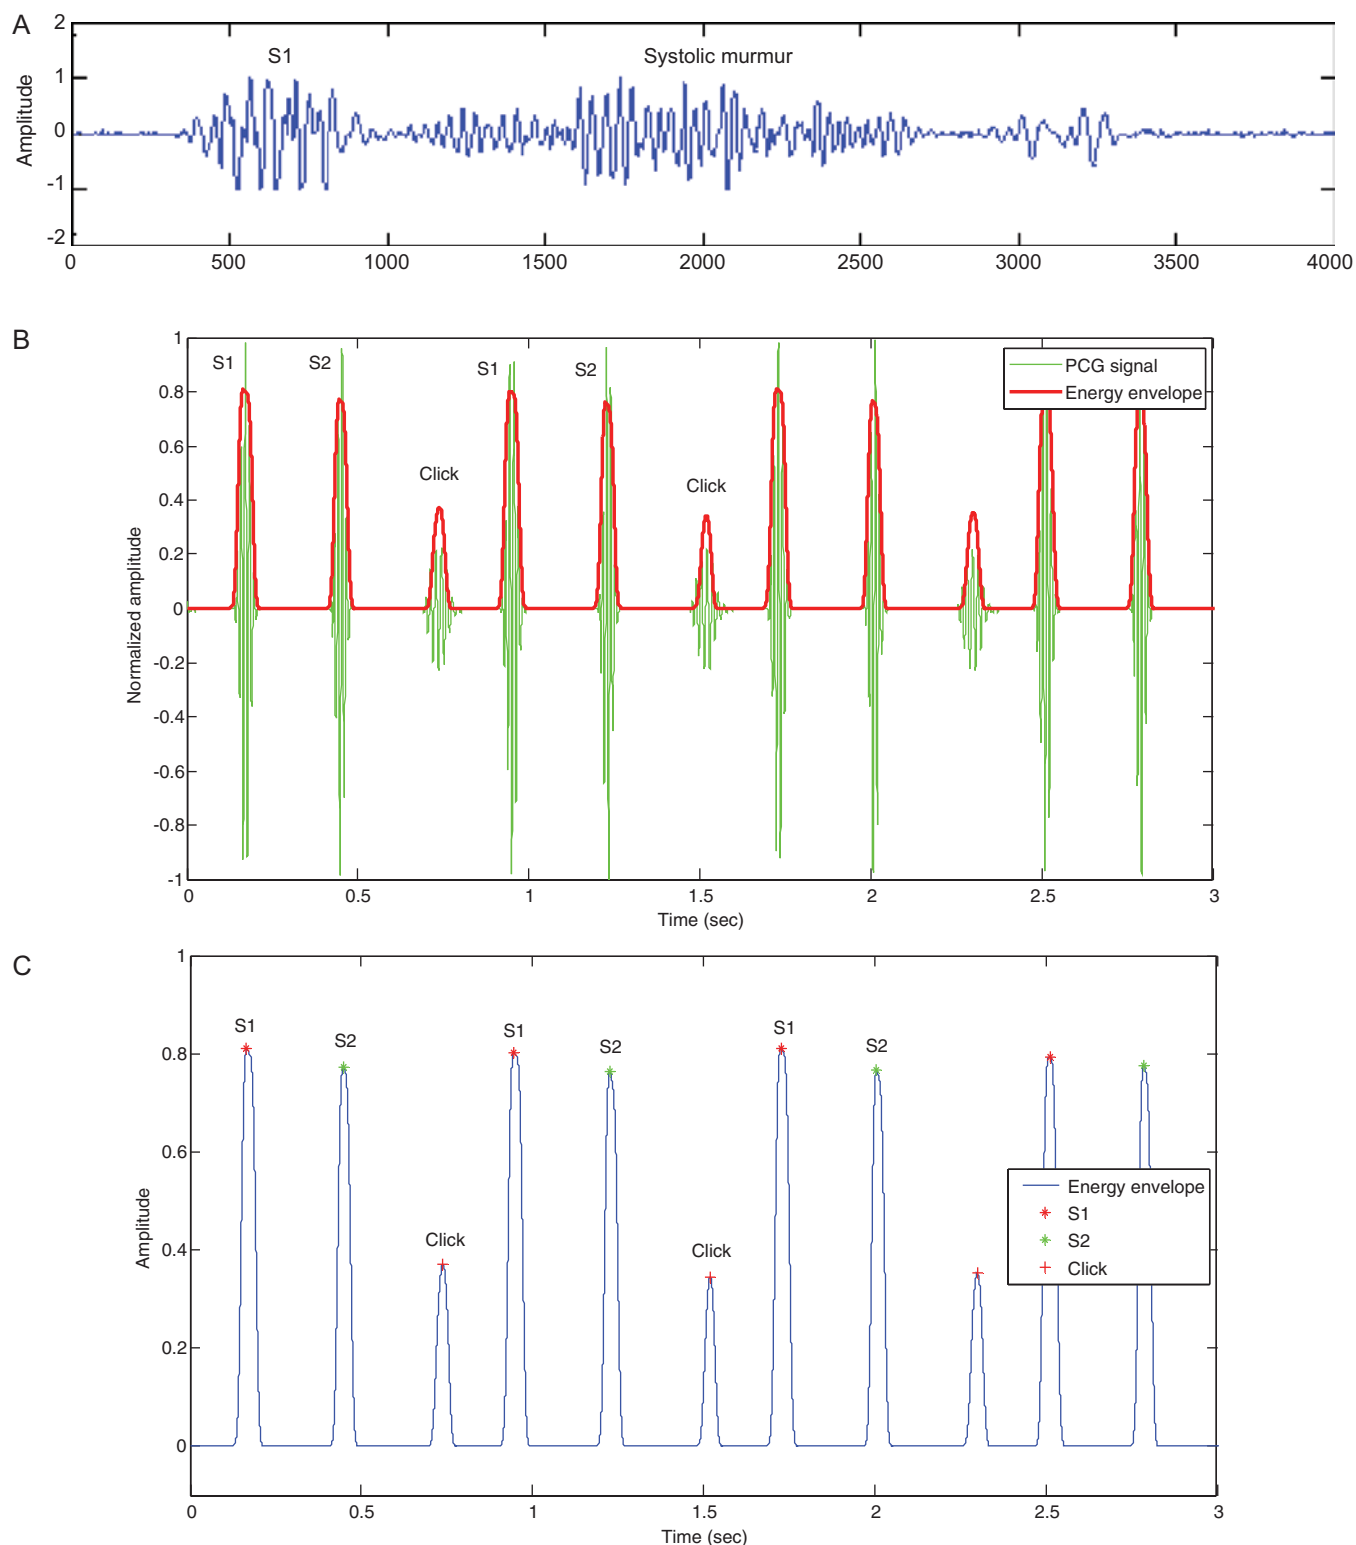 A
S1
Systolic murmur
Amplitude
2
1
0
-1
-2
0 500 1000 1500 2000 2500 3000 3500 4000
B
S1 S2 S1 S2
Click Click
PCG signal
Energy envelope
Normalized amplitude
1
0.8
0.6
0.4
0.2
0
-0.2
-0.4
-0.6
-0.8
-1
0 0.5 1 1.5 2 2.5 3
Time (sec)
C
S1 S2 S1 S2 S1 S2
Click Click
Energy envelope
S1
S2
Click
Amplitude
1
0.8
0.6
0.4
0.2
0
0 0.5 1 1.5 2 2.5 3
Time (sec)